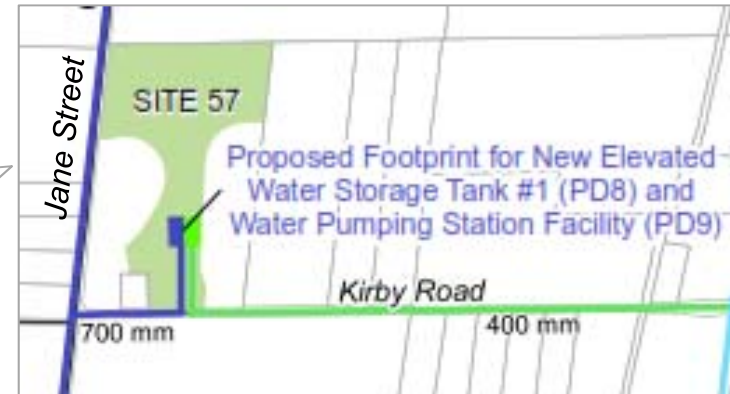 Jane Street
SITE 57
Proposed Footprint for New Elevated
Water Storage Tank #1 (PD8) and
Water Pumping Station Facility (PD9)
Kirby Road
700 mm
400 mm